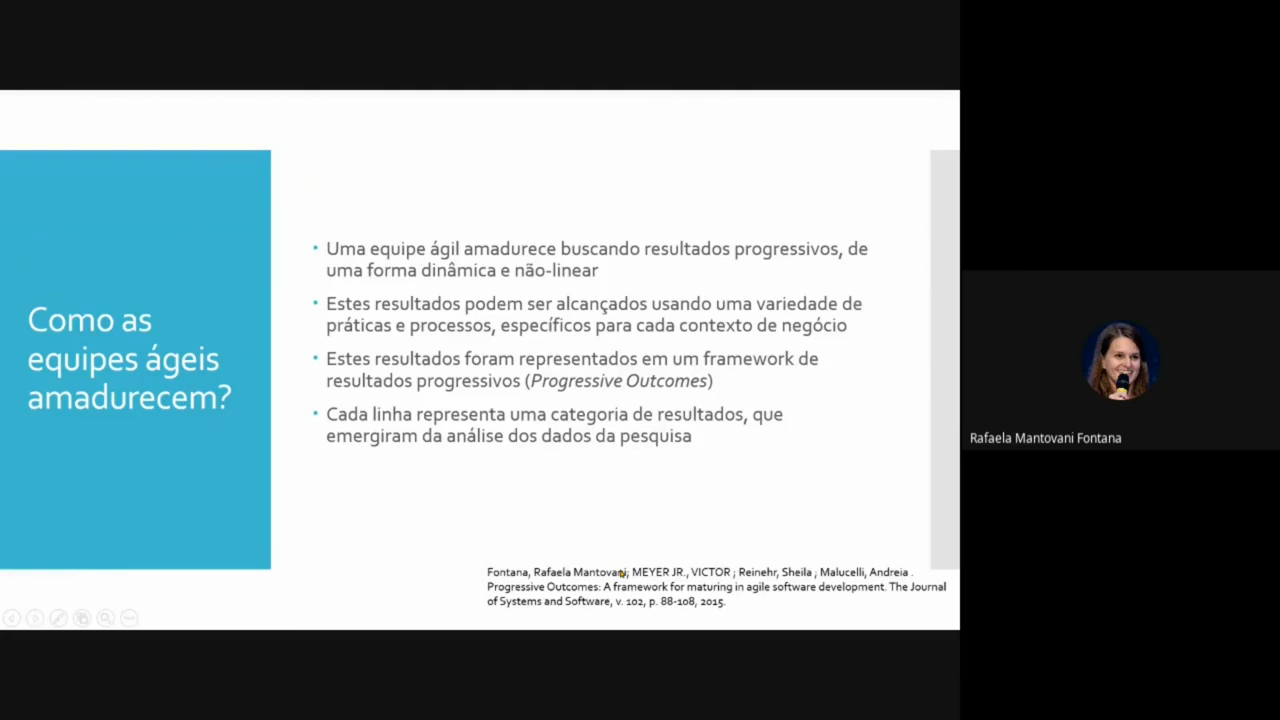 Como as
equipes ágeis
amadurecem?
• Uma equipe ágil amadurece buscando resultados progressivos, de
uma forma dinâmica e não-linear
• Estes resultados podem ser alcançados usando uma variedade de
práticas e processos, específicos para cada contexto de negócio
• Estes resultados foram representados em um framework de
resultados progressivos (Progressive Outcomes)
• Cada linha representa uma categoria de resultados, que
emergiram da análise dos dados da pesquisa
Fontana, Rafaela Mantovani; MEYER JR., VICTOR ; Reinehr, Sheila ; Malucelli, Andreia .
Progressive Outcomes: A framework for maturing in agile software development. The Journal
of Systems and Software, v. 102, p. 88-108, 2015.
Rafaela Mantovani Fontana